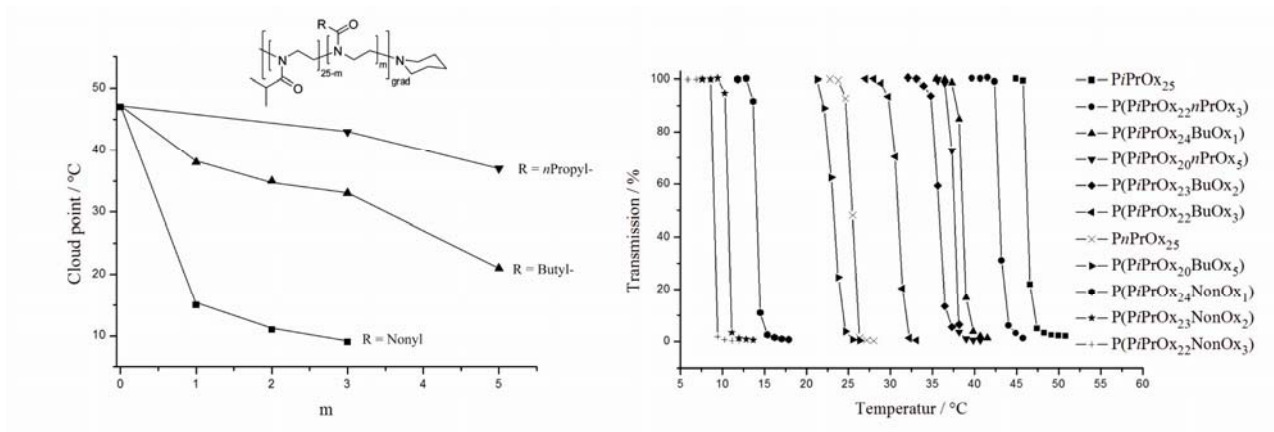 R
O
N
N
25-m
m
N
grad
O
50
40
30
20
10
Cloud point / °C
R = nPropyl-
R = Butyl-
R = Nonyl
0
1
2
3
4
5
m
100
80
60
40
20
0
Transmission / %
5
10
15
20
25
30
35
40
45
50
55
60
Temperatur / °C
PiPrOx25
P(PiPrOx22nPrOx3)
P(PiPrOx24BuOx1)
P(PiPrOx20nPrOx5)
P(PiPrOx23BuOx2)
P(PiPrOx22BuOx3)
PnPrOx25
P(PiPrOx20BuOx5)
P(PiPrOx24NonOx1)
P(PiPrOx23NonOx2)
P(PiPrOx22NonOx3)